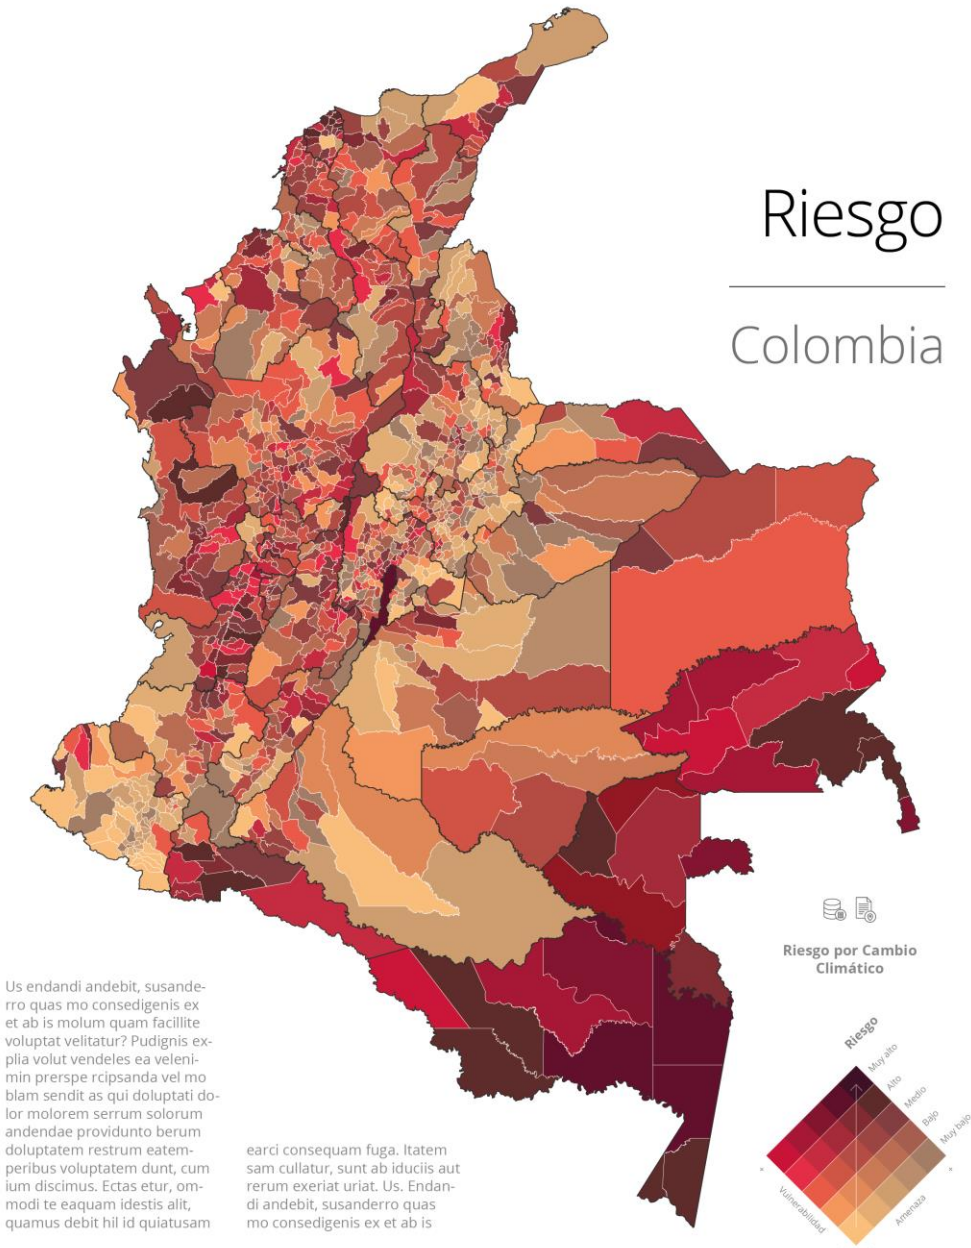 Riesgo
Colombia
Riesgo por Cambio
Climático
Us endandi andebit, susande-
rro quas mo consedigenis ex
et ab is molum quam facillite
voluptat velitatur? Pudignis ex-
plia volut vendeles ea veleni-
min prerspe rcipsanda vel mo
blam sendit as qui doluptati do-
lor molorem serrum solorum
andendae providunto berum
doluptatem restrum eatem-
peribus voluptatem dunt, cum
ium discimus. Ectas etur, om-
modi te eaquam idestis alit,
quamus debit hil id quiatusam
earci consequam fuga. Itatem
sam cullatur, sunt ab iduciis aut
rerum exeriat uriat. Us. Endan-
di andebit, susanderro quas
mo consedigenis ex et ab is
Riesgo
Muy alto
Alto
Medio
Bajo
Muy bajo
Vulnerabilidad
Amenaza